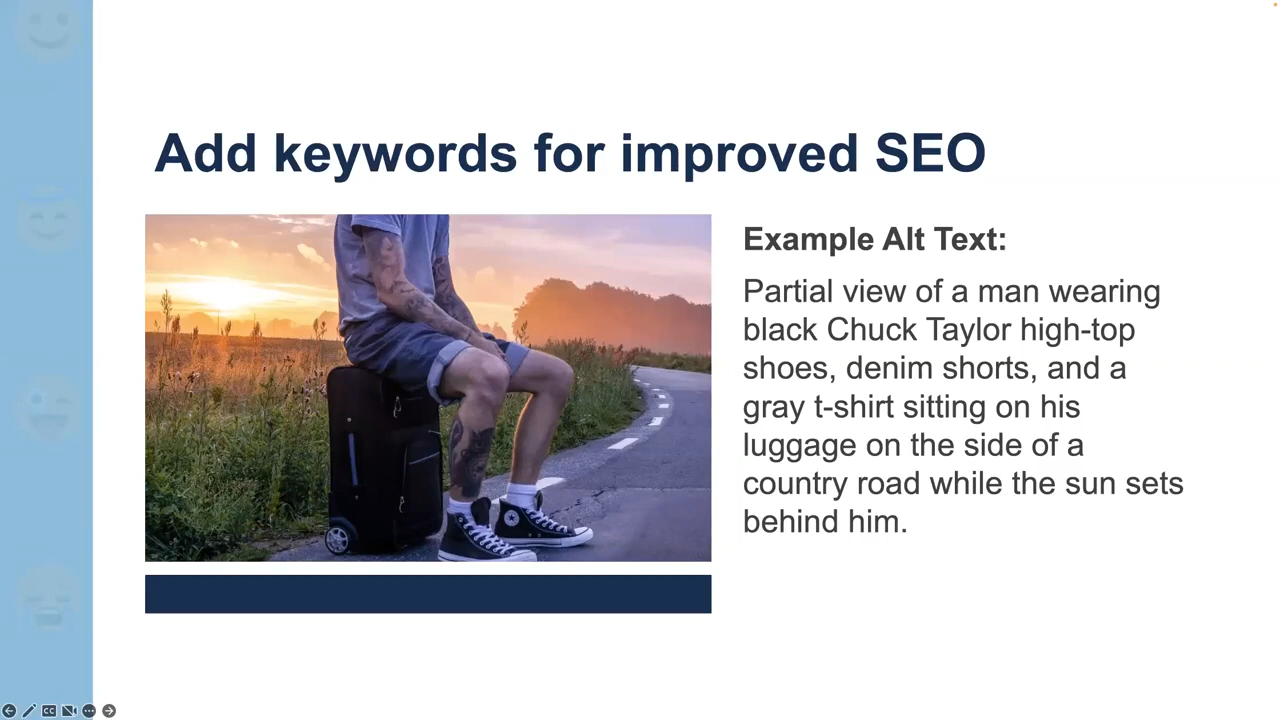 Add keywords for improved SEO
Example Alt Text:
Partial view of a man wearing
black Chuck Taylor high-top
shoes, denim shorts, and a
gray t-shirt sitting on his
luggage on the side of a
country road while the sun sets
behind him.
CC